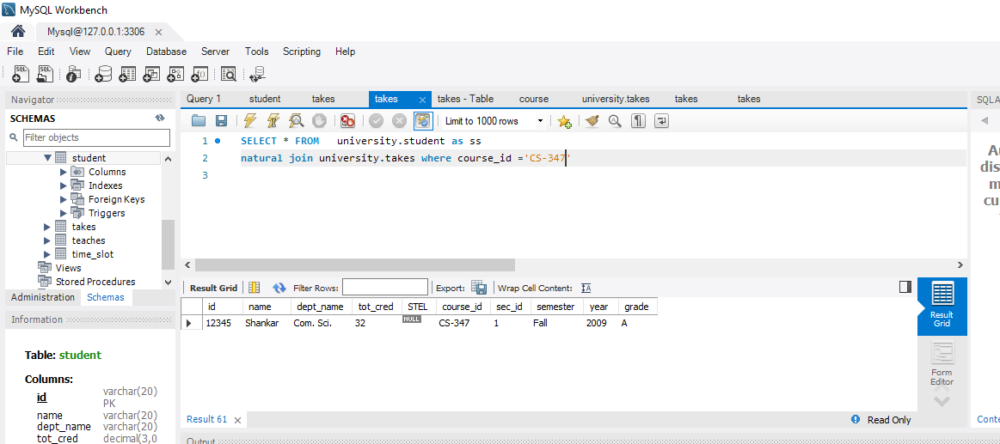 MySQL Workbench
Mysql@127.0.0.1:3306
File Edit View Query Database Server Tools Scripting Help
Navigator
SCHEMAS
Filter objects
student
Columns
Indexes
Foreign Keys
Triggers
takes
teaches
time_slot
Views
Stored Procedures
Administration Schemas
Information
Table: student
Columns:
id varchar(20) PK
name varchar(20)
dept_name varchar(20)
tot_cred decimal(3,0
Query 1 student takes takes takes - Table course university.takes takes takes
Limit to 1000 rows
1 SELECT * FROM university.student as ss
2 natural join university.takes where course_id ='CS-347'
3
Result Grid Filter Rows: Export: Wrap Cell Content:
id name dept_name tot_cred STEL course_id sec_id semester year grade
12345 Shankar Com. Sci. 32 NULL CS-347 1 Fall 2009 A
Result Grid
Form Editor
Result 61
Read Only
Output
SQLA
Au
dis
m
cu
Conte